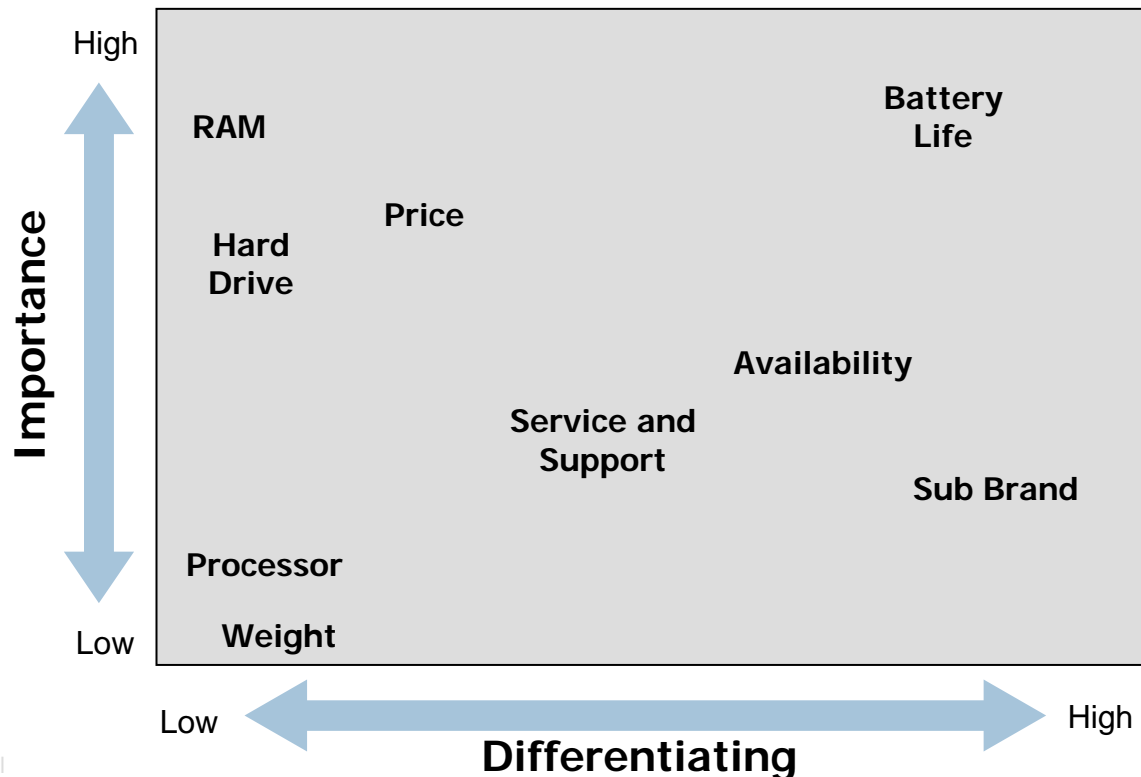 High
Battery
Life
RAM
Price
Hard
Drive
Importance
Availability
Service and
Support
Sub Brand
Processor
Weight
Low
Low
High
Differentiating